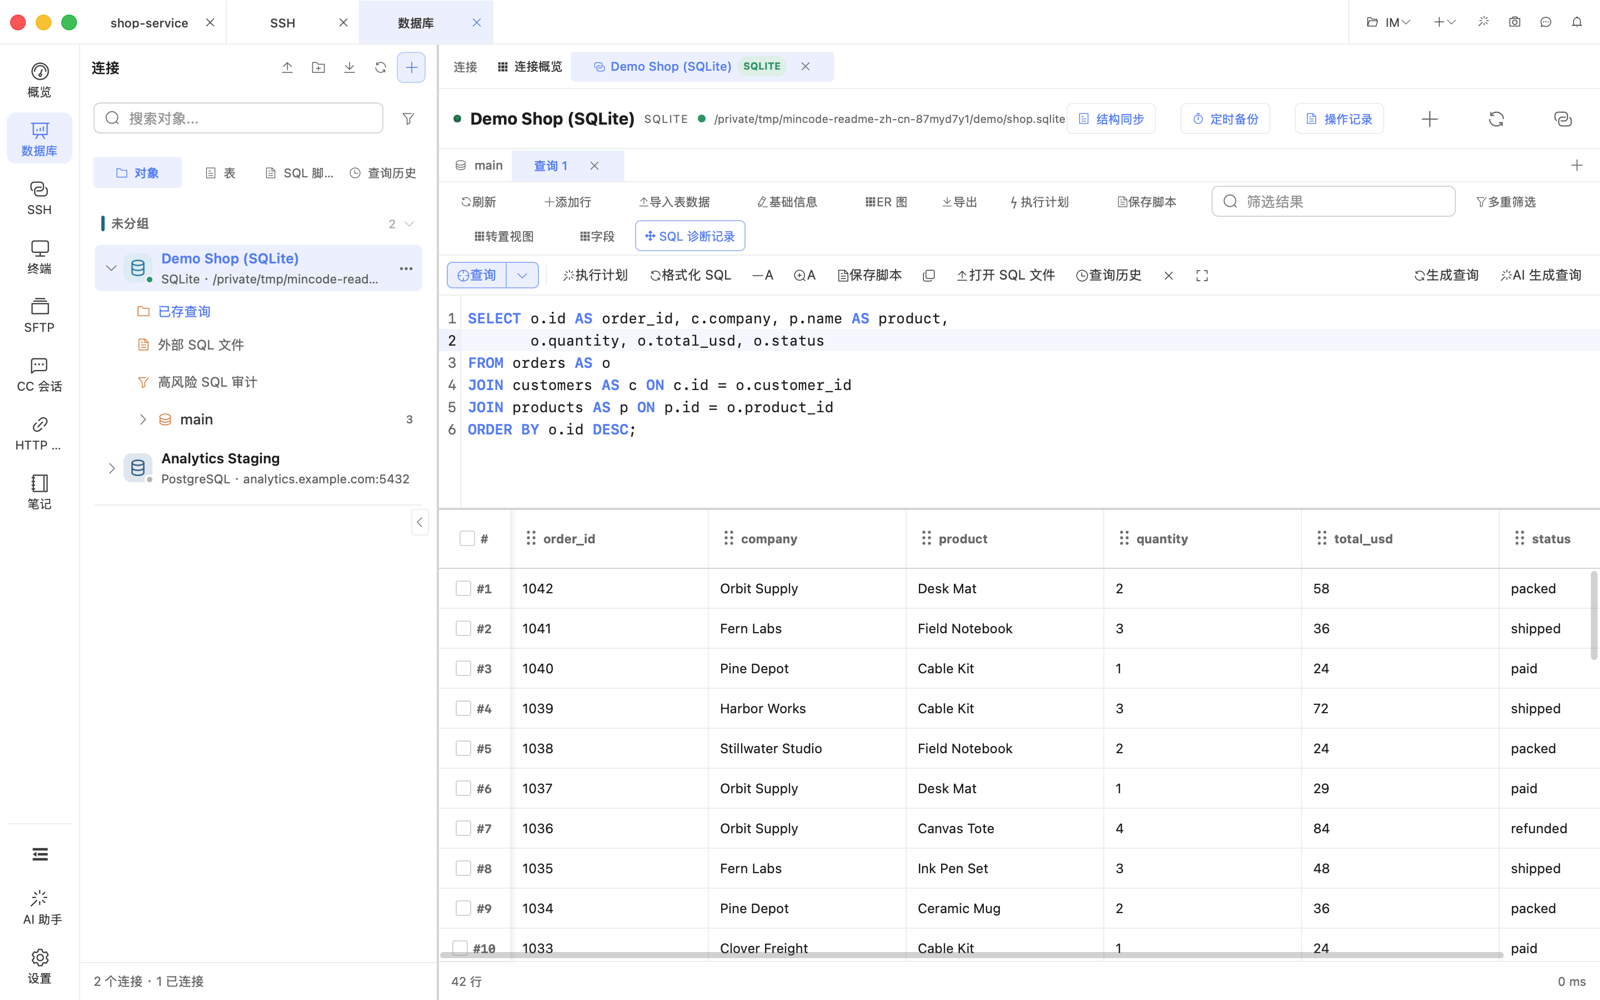 shop-service
SSH
数据库
IM
概览
数据库
SSH
终端
SFTP
CC 会话
HTTP ...
笔记
AI 助手
设置
连接
搜索对象...
对象
表
SQL 脚...
查询历史
未分组
2
Demo Shop (SQLite)
SQLite · /private/tmp/mincode-read...
已存查询
外部 SQL 文件
高风险 SQL 审计
main
3
Analytics Staging
PostgreSQL · analytics.example.com:5432
2 个连接 · 1 已连接
连接
连接概览
Demo Shop (SQLite) SQLITE
Demo Shop (SQLite) SQLITE /private/tmp/mincode-readme-zh-cn-87myd7y1/demo/shop.sqlite
结构同步
定时备份
操作记录
main
查询 1
刷新
添加行
导入表数据
基础信息
ER 图
导出
执行计划
保存脚本
筛选结果
多重筛选
转置视图
字段
SQL 诊断记录
查询
执行计划
格式化 SQL
A
A
保存脚本
打开 SQL 文件
查询历史
生成查询
AI 生成查询
1 SELECT o.id AS order_id, c.company, p.name AS product,
2 o.quantity, o.total_usd, o.status
3 FROM orders AS o
4 JOIN customers AS c ON c.id = o.customer_id
5 JOIN products AS p ON p.id = o.product_id
6 ORDER BY o.id DESC;
# order_id company product quantity total_usd status
#1 1042 Orbit Supply Desk Mat 2 58 packed
#2 1041 Fern Labs Field Notebook 3 36 shipped
#3 1040 Pine Depot Cable Kit 1 24 paid
#4 1039 Harbor Works Cable Kit 3 72 shipped
#5 1038 Stillwater Studio Field Notebook 2 24 packed
#6 1037 Orbit Supply Desk Mat 1 29 paid
#7 1036 Orbit Supply Canvas Tote 4 84 refunded
#8 1035 Fern Labs Ink Pen Set 3 48 shipped
#9 1034 Pine Depot Ceramic Mug 2 36 packed
#10 1033 Clover Freight Cable Kit 1 24 paid
42 行
0 ms